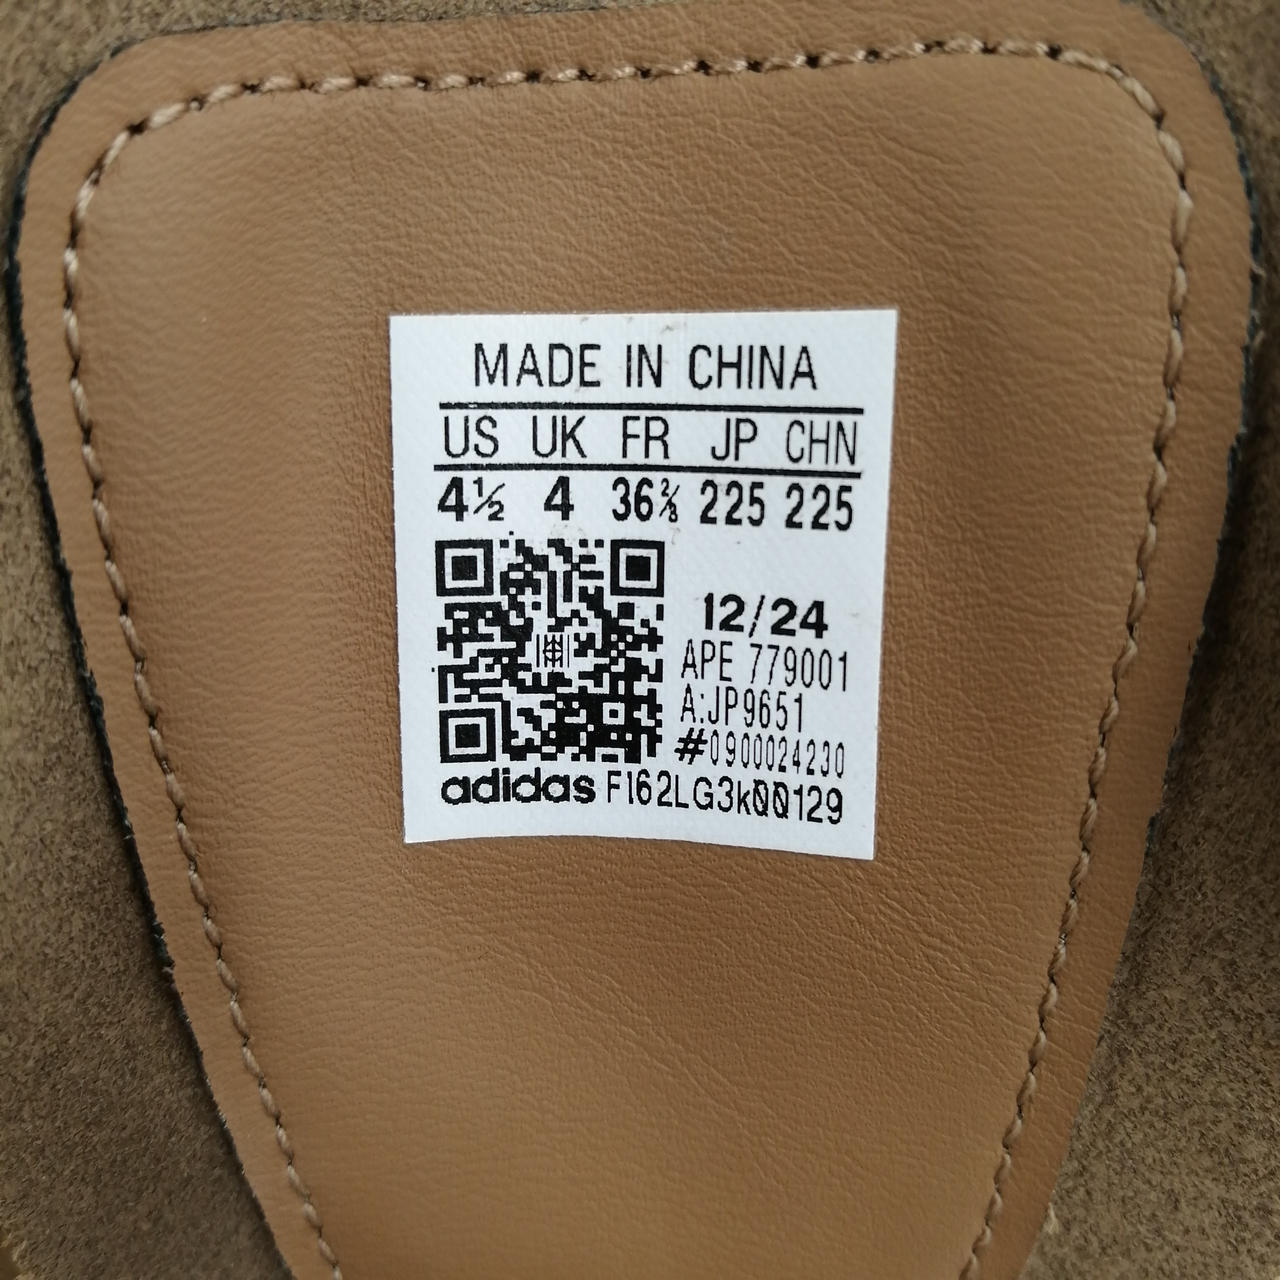 MADE IN CHINA
US UK FR JP CHN
4½ 4 36⅔ 225 225
12/24
APE 779001
A:JP9651
#0900024230
adidas F162LG3k00129